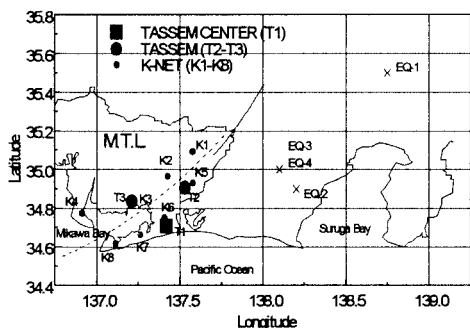 35.8
35.6
35.4
35.2
35.0
34.8
34.6
34.4
Latitude
TASSEM CENTER (T1)
TASSEM (T2-T3)
K-NET (K1-K8)
EQ-1
M.T.L
K1
K2
K5
EQ-3
EQ-4
EQ-2
T2
T3
K3
K4
K6
T1
K7
K8
Mikawa Bay
Suruga Bay
Pacific Ocean
137.0
137.5
138.0
138.5
139.0
Longitude